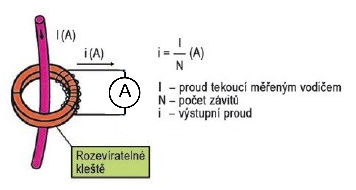 I (A)
i (A)
A
i = I/N (A)
I – proud tekoucí měřeným vodičem
N – počet závitů
i – výstupní proud
Rozevíratelné
kleště